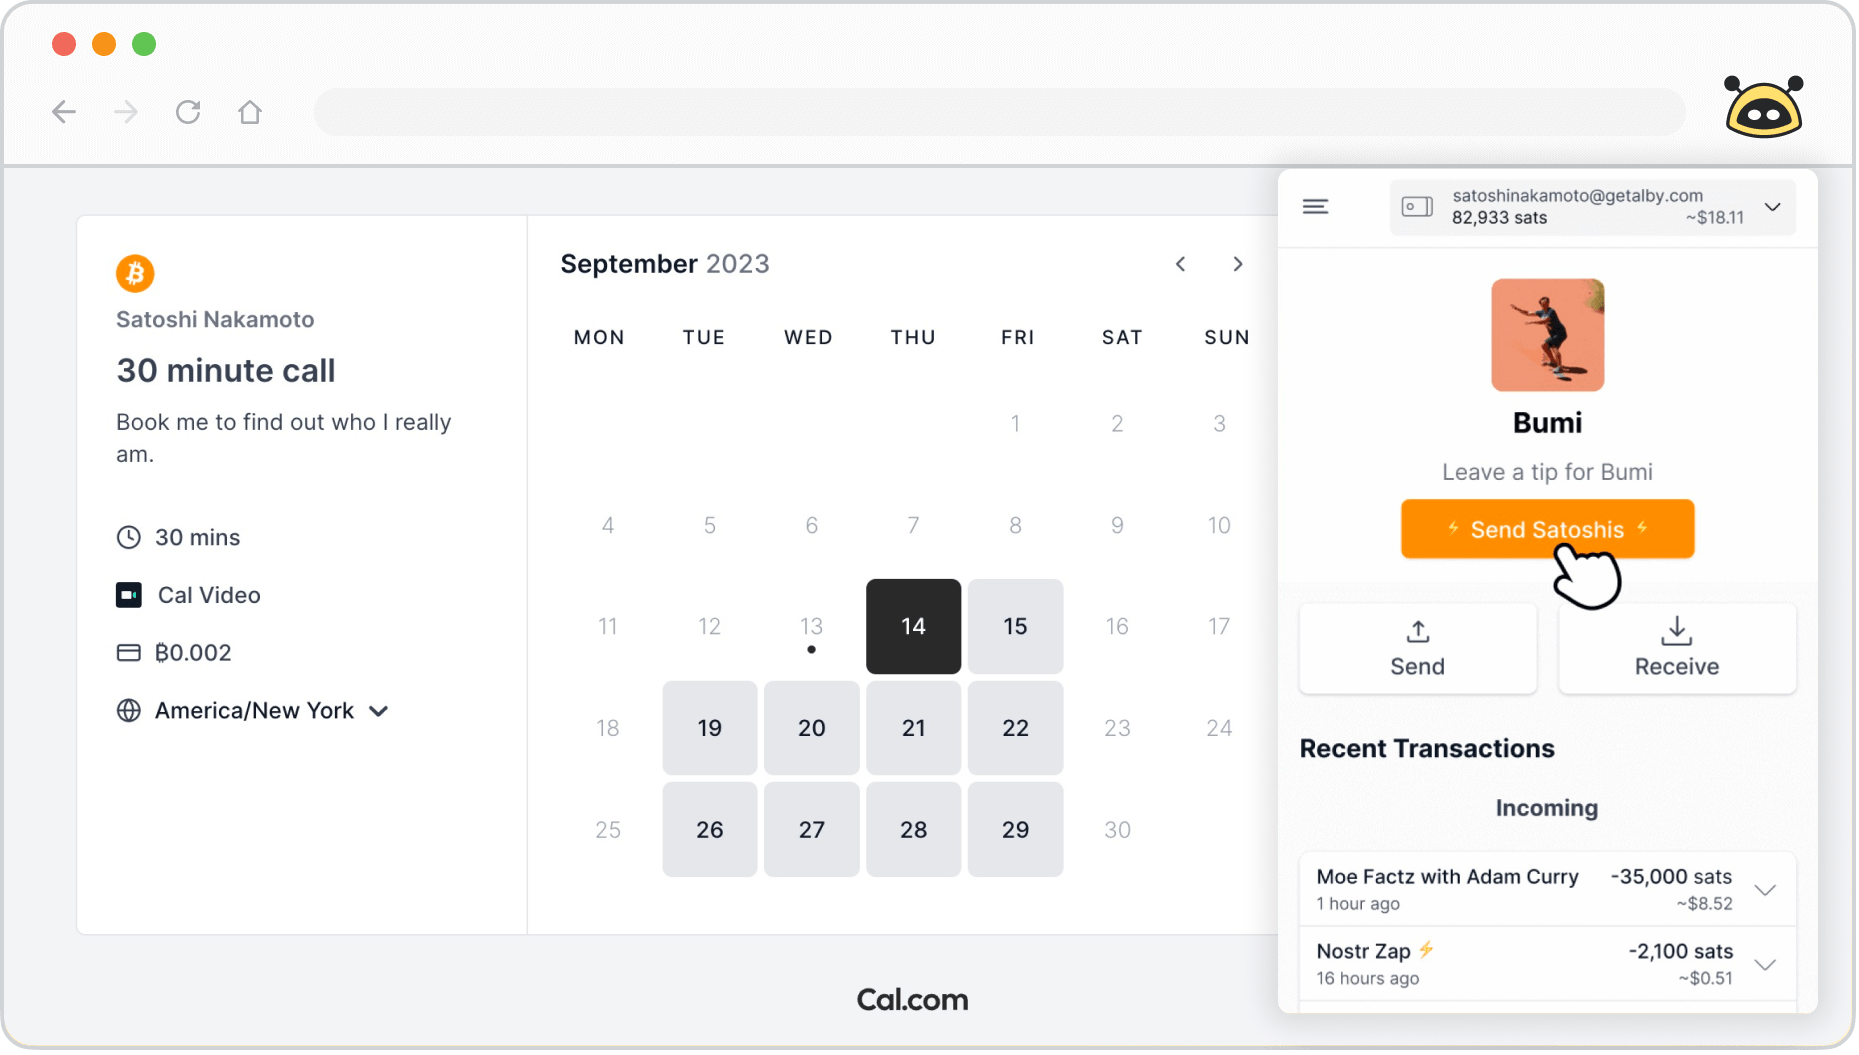 Satoshi Nakamoto
30 minute call
Book me to find out who I really
am.
30 mins
Cal Video
₿0.002
America/New York
September 2023
MON TUE WED THU FRI SAT SUN
1 2 3
4 5 6 7 8 9 10
11 12 13 14 15 16 17
18 19 20 21 22 23 24
25 26 27 28 29 30
Cal.com
satoshinakamoto@getalby.com
82,933 sats ~$18.11
Bumi
Leave a tip for Bumi
⚡ Send Satoshis ⚡
Send Receive
Recent Transactions
Incoming
Moe Factz with Adam Curry -35,000 sats
1 hour ago ~$8.52
Nostr Zap ⚡ -2,100 sats
16 hours ago ~$0.51